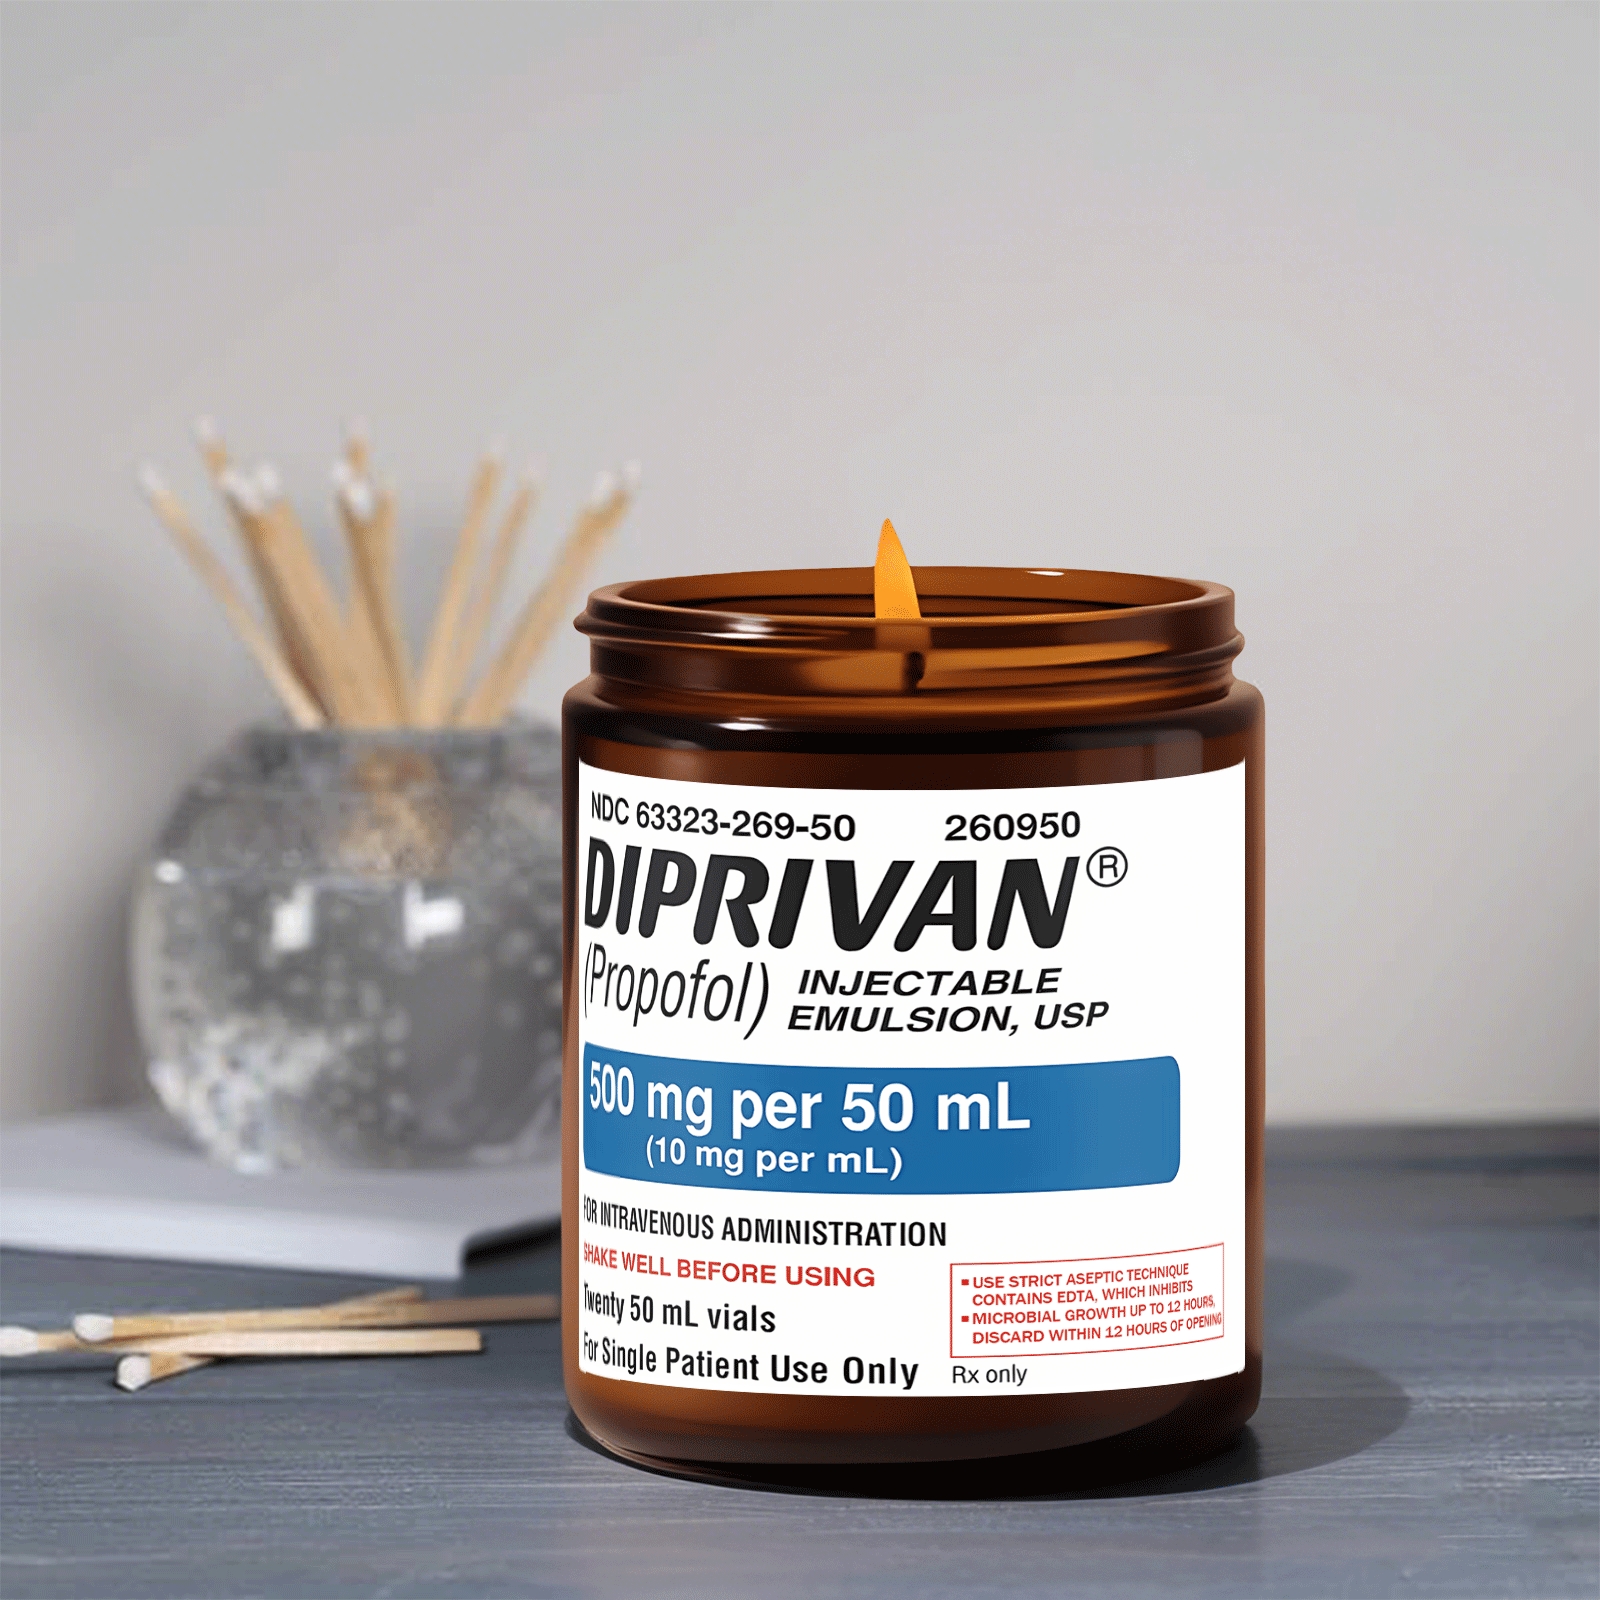 NDC 63323-269-50 260950
DIPRIVAN®
(Propofol) INJECTABLE
EMULSION, USP
500 mg per 50 mL
(10 mg per mL)
FOR INTRAVENOUS ADMINISTRATION
SHAKE WELL BEFORE USING
Twenty 50 mL vials
For Single Patient Use Only
▪ USE STRICT ASEPTIC TECHNIQUE
CONTAINS EDTA, WHICH INHIBITS
▪ MICROBIAL GROWTH UP TO 12 HOURS,
DISCARD WITHIN 12 HOURS OF OPENING
Rx only